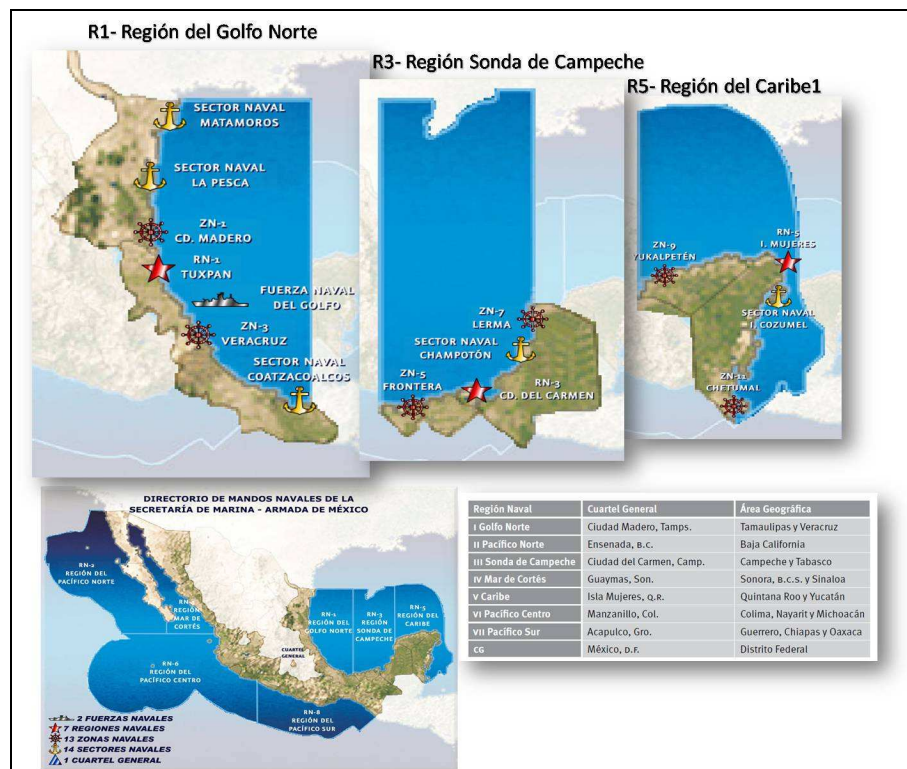 R1- Región del Golfo Norte
SECTOR NAVAL
MATAMOROS
SECTOR NAVAL
LA PESCA
ZN-1
CD. MADERO
RN-1
TUXPAN
FUERZA NAVAL
DEL GOLFO
ZN-3
VERACRUZ
SECTOR NAVAL
COATZACOALCOS
R3- Región Sonda de Campeche
ZN-7
LERMA
SECTOR NAVAL
CHAMPOTÓN
ZN-5
FRONTERA
RN-3
CD. DEL CARMEN
R5- Región del Caribe1
RN-5
I. MUJERES
ZN-9
YUKALPETÉN
SECTOR NAVAL
I. COZUMEL
ZN-11
CHETUMAL
DIRECTORIO DE MANDOS NAVALES DE LA
SECRETARÍA DE MARINA - ARMADA DE MÉXICO
RN-2
REGIÓN DEL
PACÍFICO NORTE
REGIÓN
MAR DE
CORTÉS
RN-1
REGIÓN DEL
GOLFO NORTE
RN-3
REGIÓN
SONDA DE
CAMPECHE
RN-5
REGIÓN DEL
CARIBE
CUARTEL
GENERAL
RN-6
REGIÓN DEL
PACÍFICO CENTRO
RN-8
REGIÓN DEL
PACÍFICO SUR
2 FUERZAS NAVALES
7 REGIONES NAVALES
13 ZONAS NAVALES
14 SECTORES NAVALES
1 CUARTEL GENERAL
Región Naval Cuartel General Área Geográfica
I Golfo Norte Ciudad Madero, Tamps. Tamaulipas y Veracruz
II Pacífico Norte Ensenada, B.C. Baja California
III Sonda de Campeche Ciudad del Carmen, Camp. Campeche y Tabasco
IV Mar de Cortés Guaymas, Son. Sonora, B.C.S. y Sinaloa
V Caribe Isla Mujeres, Q.R. Quintana Roo y Yucatán
VI Pacífico Centro Manzanillo, Col. Colima, Nayarit y Michoacán
VII Pacífico Sur Acapulco, Gro. Guerrero, Chiapas y Oaxaca
CG México, D.F. Distrito Federal